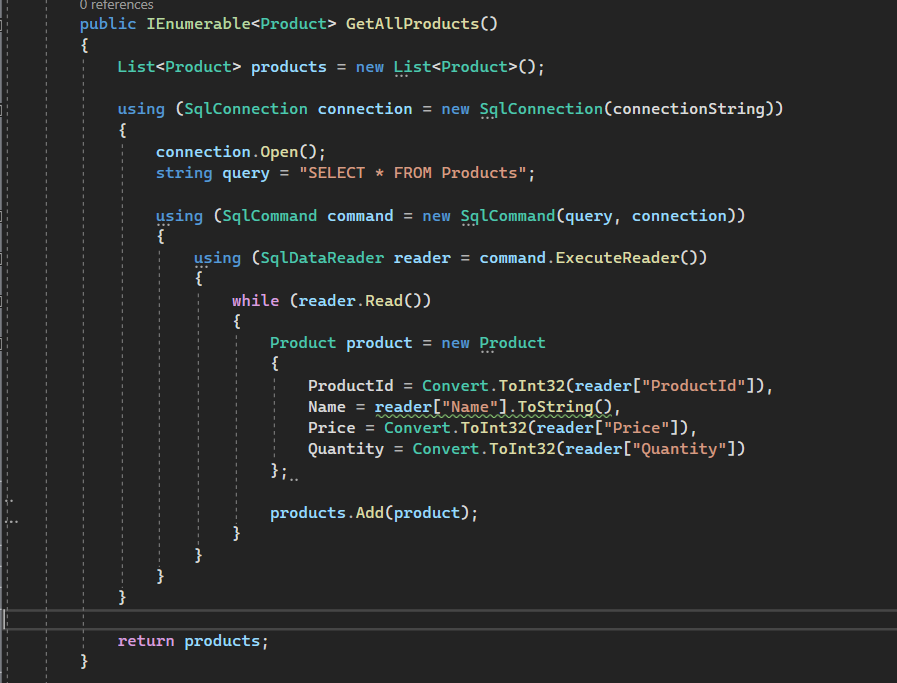 0 references
public IEnumerable<Product> GetAllProducts()
{
List<Product> products = new List<Product>();
using (SqlConnection connection = new SqlConnection(connectionString))
{
connection.Open();
string query = "SELECT * FROM Products";
using (SqlCommand command = new SqlCommand(query, connection))
{
using (SqlDataReader reader = command.ExecuteReader())
{
while (reader.Read())
{
Product product = new Product
{
ProductId = Convert.ToInt32(reader["ProductId"]),
Name = reader["Name"].ToString(),
Price = Convert.ToInt32(reader["Price"]),
Quantity = Convert.ToInt32(reader["Quantity"])
};
products.Add(product);
}
}
}
}
return products;
}